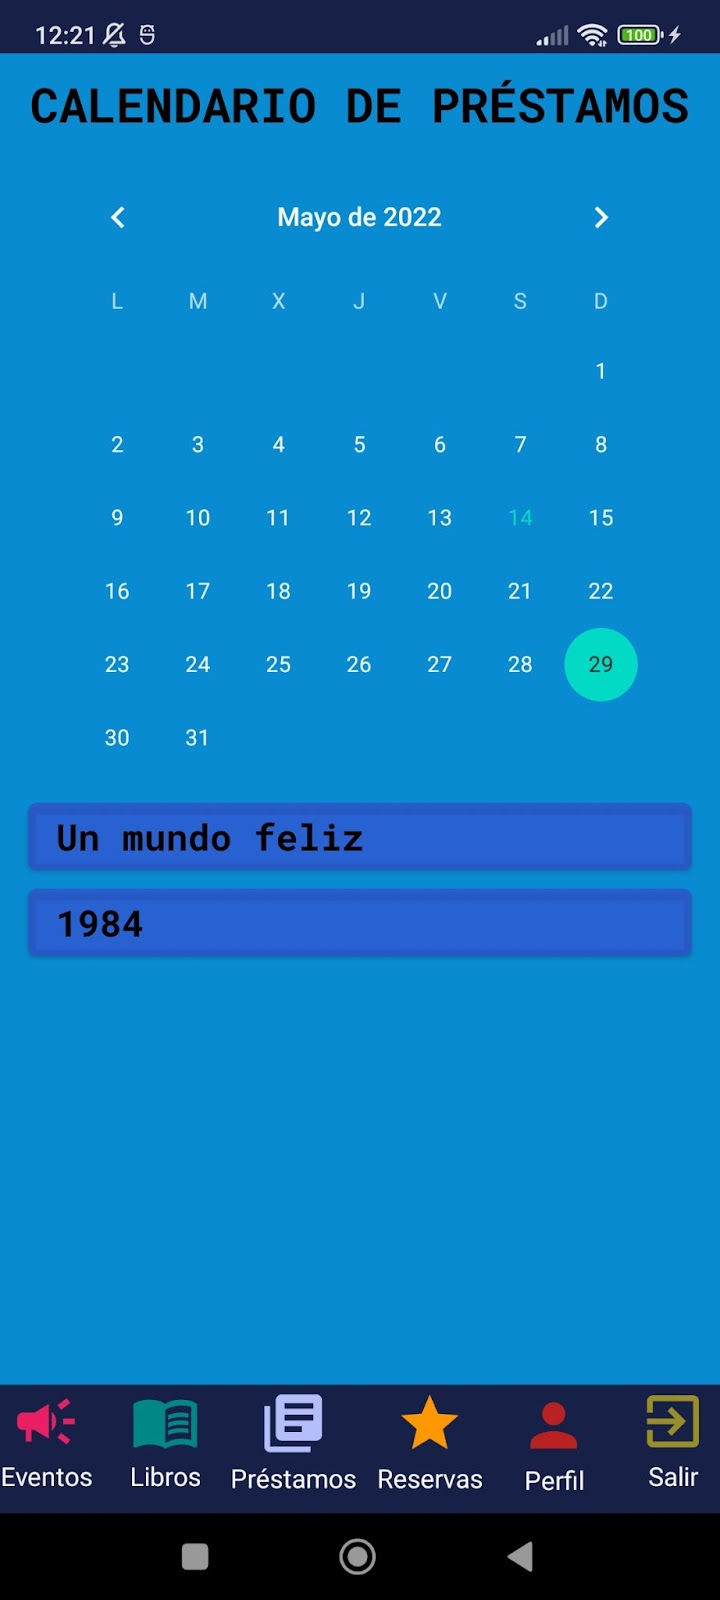 12:21
100
CALENDARIO DE PRÉSTAMOS
Mayo de 2022
L M X J V S D
1
2 3 4 5 6 7 8
9 10 11 12 13 14 15
16 17 18 19 20 21 22
23 24 25 26 27 28 29
30 31
Un mundo feliz
1984
Eventos Libros Préstamos Reservas Perfil Salir